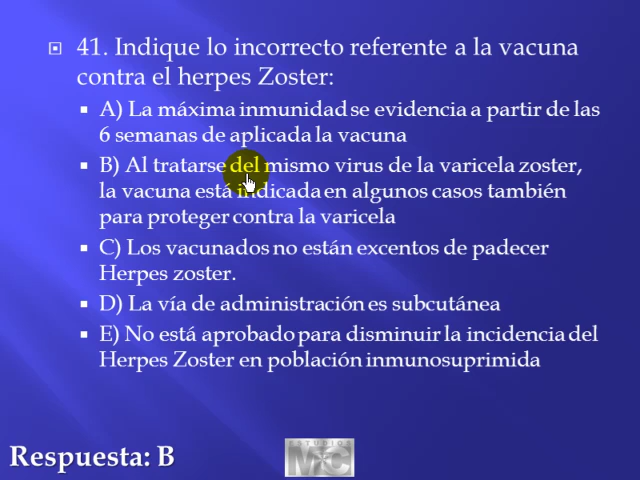 41. Indique lo incorrecto referente a la vacuna
contra el herpes Zoster:
A) La máxima inmunidad se evidencia a partir de las
6 semanas de aplicada la vacuna
B) Al tratarse del mismo virus de la varicela zoster,
la vacuna está indicada en algunos casos también
para proteger contra la varicela
C) Los vacunados no están excentos de padecer
Herpes zoster.
D) La vía de administración es subcutánea
E) No está aprobado para disminuir la incidencia del
Herpes Zoster en población inmunosuprimida
Respuesta: B
ESTUDIOS
MC